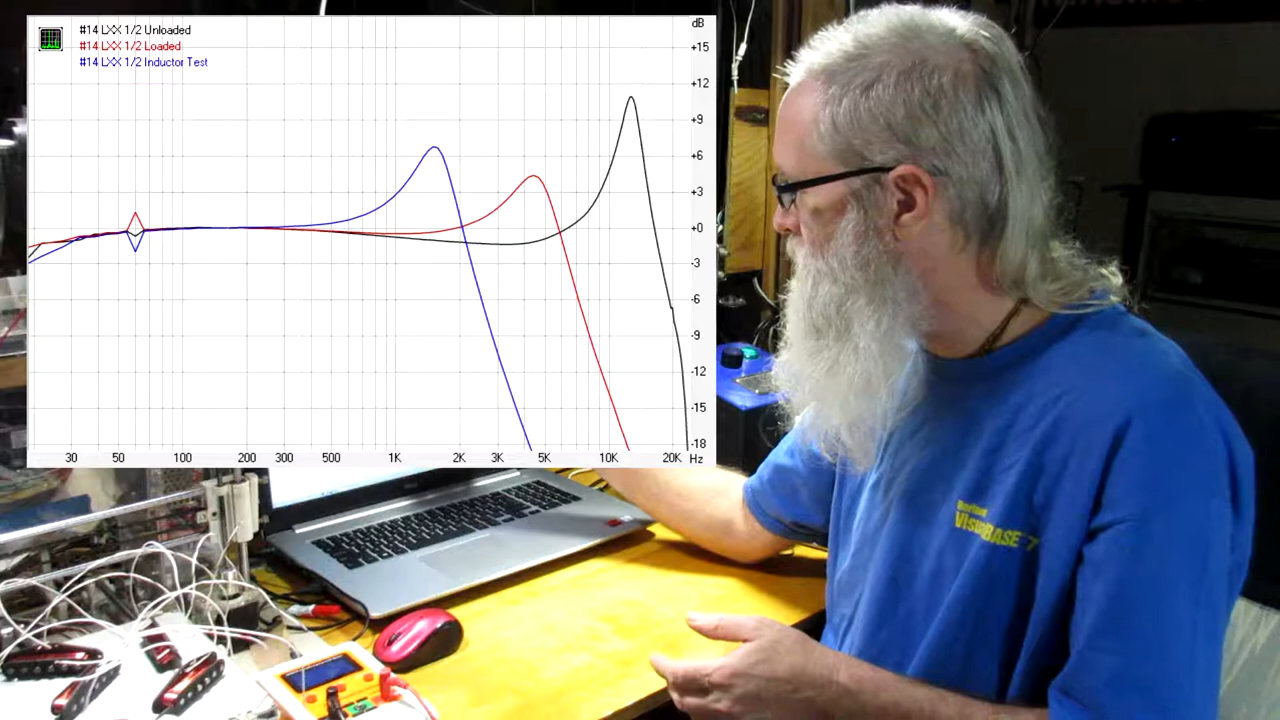 #14 LXX 1/2 Unloaded
#14 LXX 1/2 Loaded
#14 LXX 1/2 Inductor Test
dB
+15
+12
+9
+6
+3
+0
-3
-6
-9
-12
-15
-18
30 50 100 200 300 500 1K 2K 3K 5K 10K 20K Hz